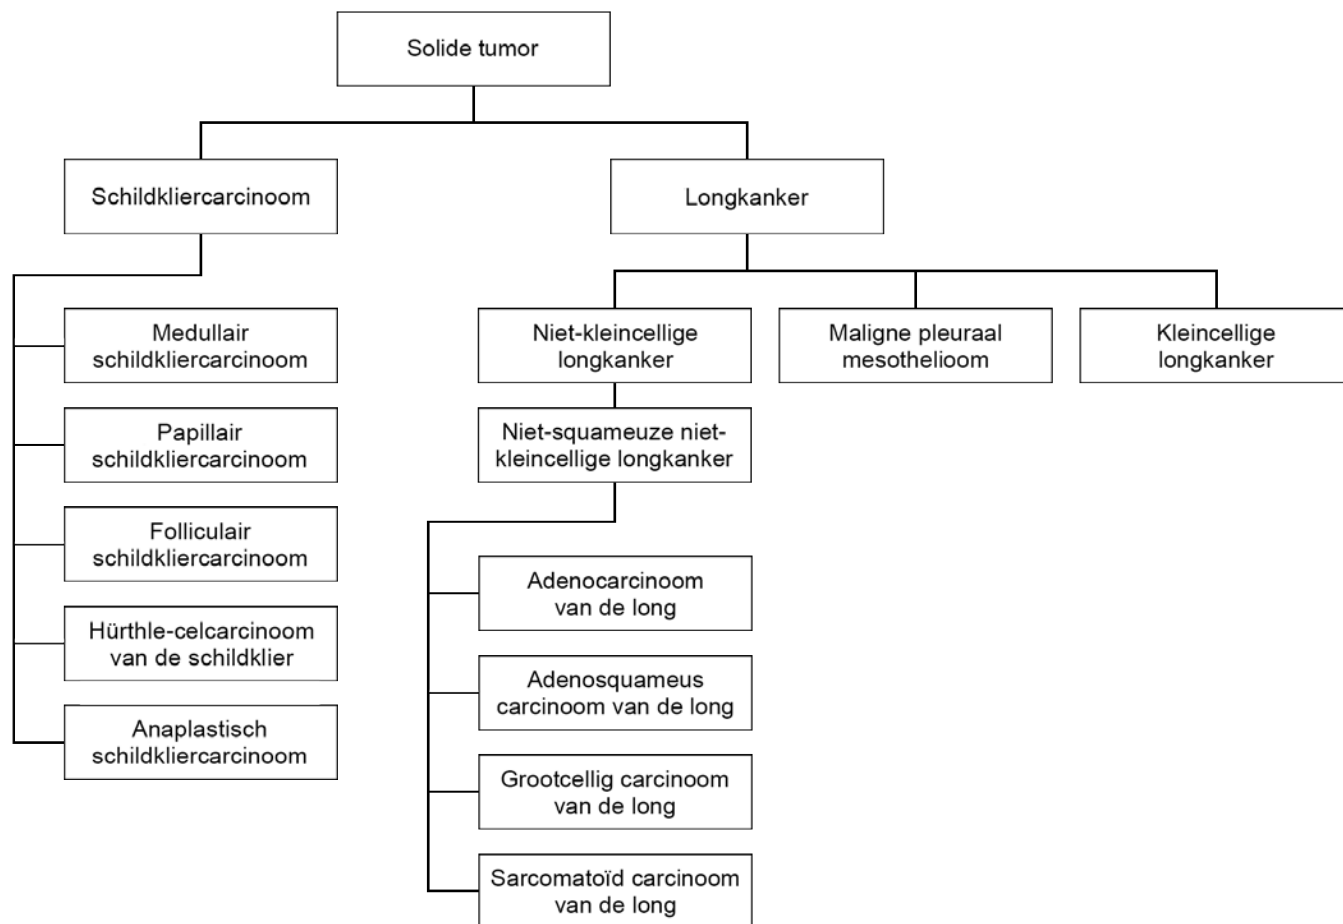 Solide tumor
Schildkliercarcinoom
Longkanker
Medullair
schildkliercarcinoom
Papillair
schildkliercarcinoom
Folliculair
schildkliercarcinoom
Hürthle-celcarcinoom
van de schildklier
Anaplastisch
schildkliercarcinoom
Niet-kleincellige
longkanker
Maligne pleuraal
mesothelioom
Kleincellige
longkanker
Niet-squameuze niet-
kleincellige longkanker
Adenocarcinoom
van de long
Adenosquameus
carcinoom van de long
Grootcellig carcinoom
van de long
Sarcomatoïd carcinoom
van de long